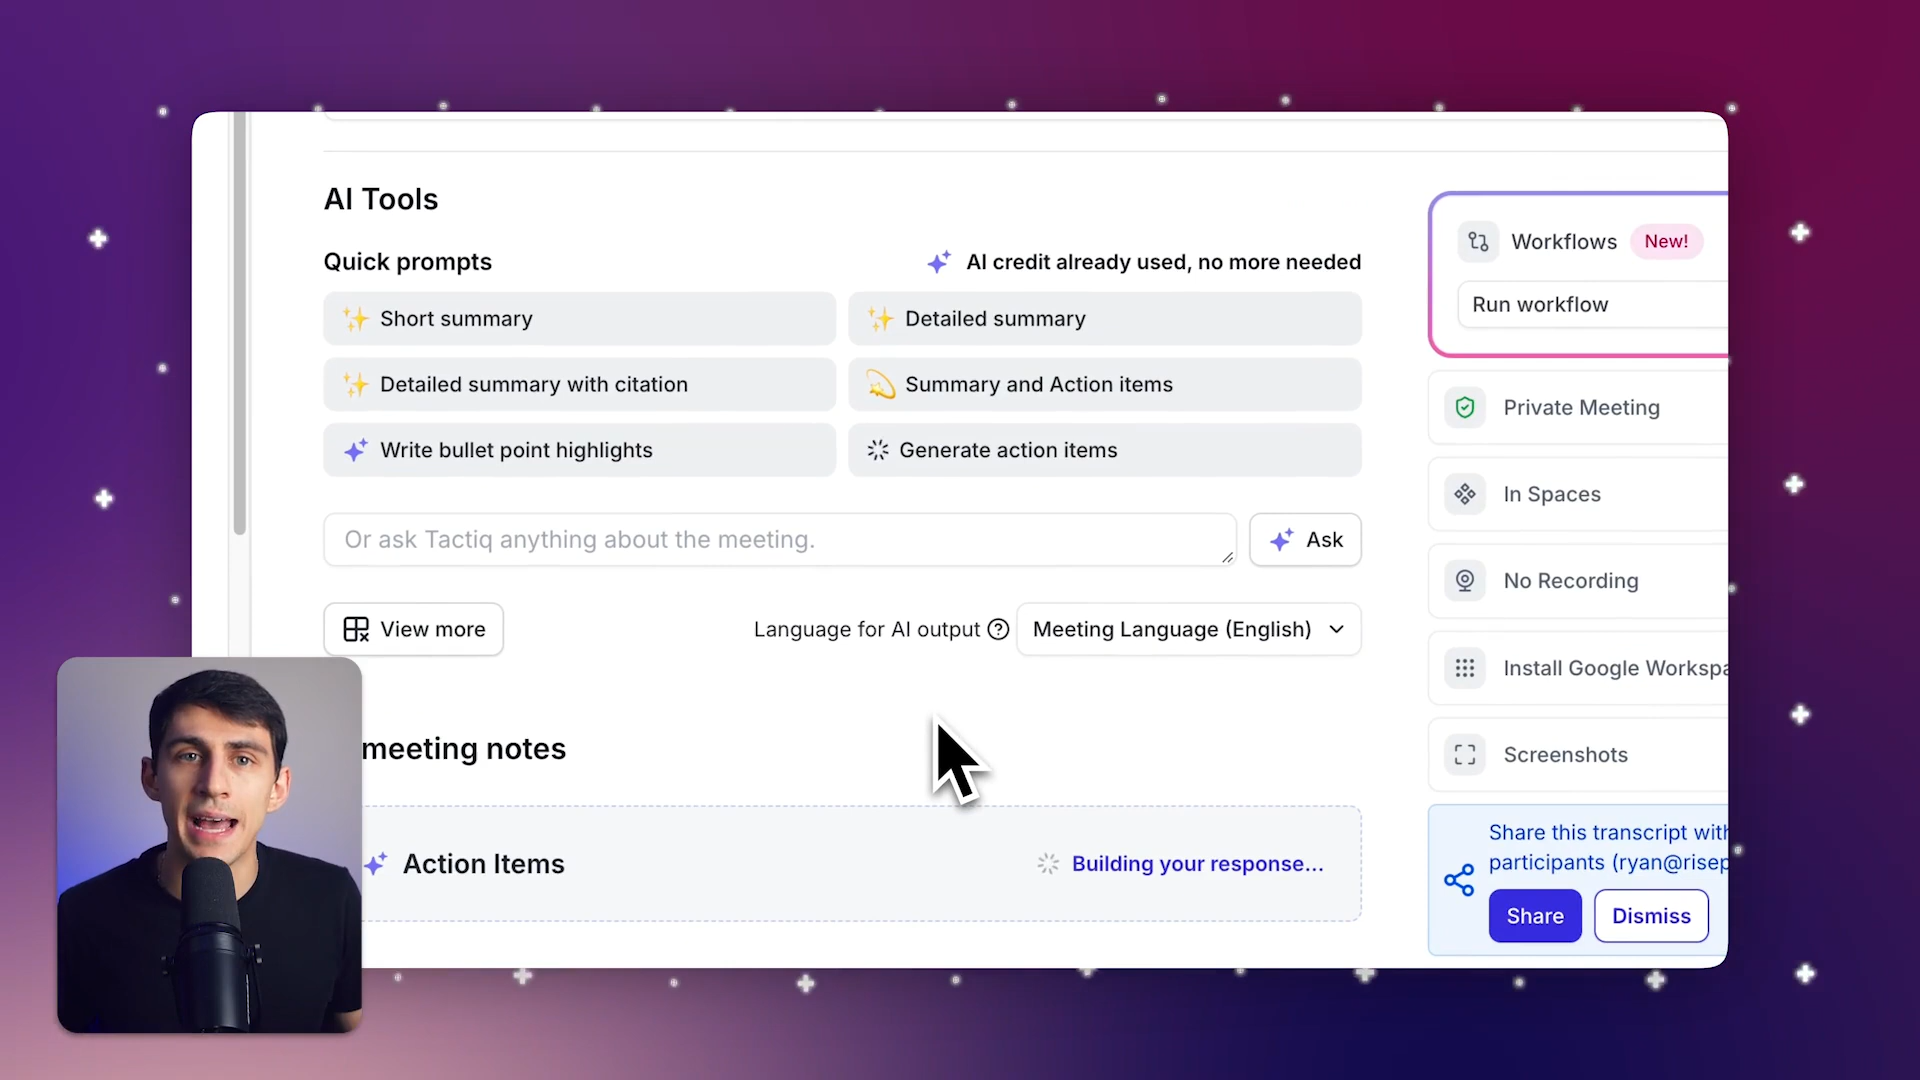 AI Tools
Quick prompts
AI credit already used, no more needed
Short summary
Detailed summary
Detailed summary with citation
Summary and Action items
Write bullet point highlights
Generate action items
Or ask Tactiq anything about the meeting.
Ask
View more
Language for AI output
Meeting Language (English)
meeting notes
Action Items
Building your response...
Workflows
New!
Run workflow
Private Meeting
In Spaces
No Recording
Install Google Workspa
Screenshots
Share this transcript with
participants (ryan@risep
Share
Dismiss